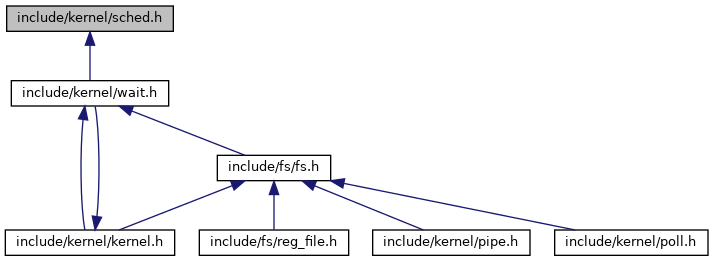 include/kernel/sched.h
include/kernel/wait.h
include/fs/fs.h
include/kernel/kernel.h
include/fs/reg_file.h
include/kernel/pipe.h
include/kernel/poll.h